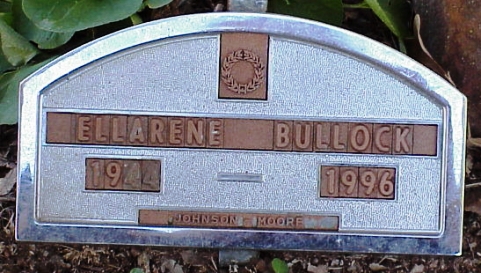 ELLARENE BULLOCK
1944 – 1996
JOHNSON - MOORE